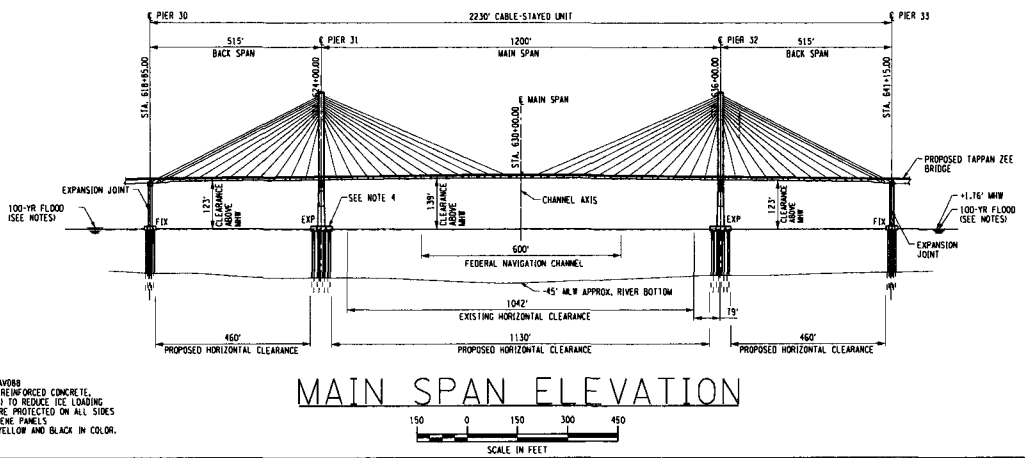 ℄ PIER 30
2230' CABLE-STAYED UNIT
℄ PIER 33
515'
BACK SPAN
℄ PIER 31
1200'
MAIN SPAN
℄ PIER 32
515'
BACK SPAN
STA. 618+85.00
624+00.00
℄ MAIN SPAN
STA. 630+00.00
636+00.00
STA. 641+15.00
PROPOSED TAPPAN ZEE
BRIDGE
EXPANSION JOINT
100-YR FLOOD
(SEE NOTES)
FIX
123'
CLEARANCE
ABOVE
MHW
EXP
SEE NOTE 4
139'
CLEARANCE
ABOVE
MHW
CHANNEL AXIS
EXP
123'
CLEARANCE
ABOVE
MHW
FIX
+1.76' MHW
100-YR FLOOD
(SEE NOTES)
EXPANSION
JOINT
600'
FEDERAL NAVIGATION CHANNEL
-45' MLW APPROX. RIVER BOTTOM
1042'
EXISTING HORIZONTAL CLEARANCE
79'
460'
PROPOSED HORIZONTAL CLEARANCE
1130'
PROPOSED HORIZONTAL CLEARANCE
460'
PROPOSED HORIZONTAL CLEARANCE
REINFORCED CONCRETE,
TO REDUCE ICE LOADING
RE PROTECTED ON ALL SIDES
ENE PANELS
YELLOW AND BLACK IN COLOR.
MAIN SPAN ELEVATION
150 0 150 300 450
SCALE IN FEET